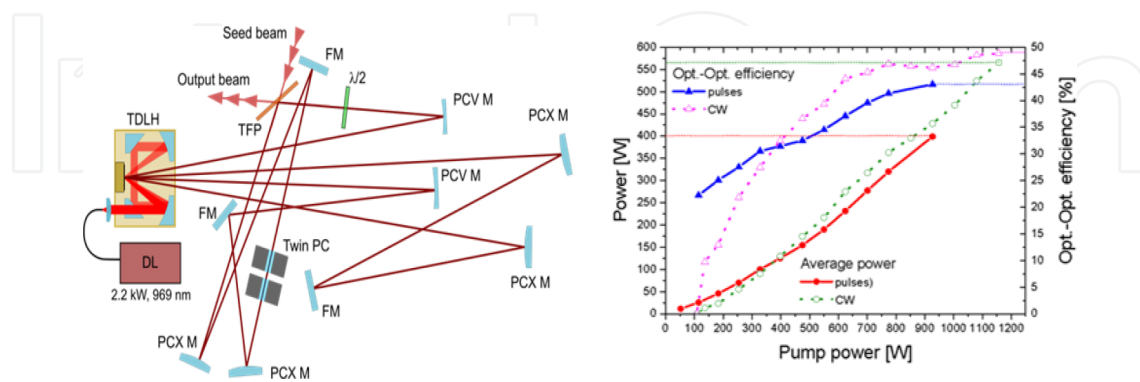 Seed beam
FM
Output beam
λ/2
TFP
PCV M
PCX M
TDLH
PCV M
FM
Twin PC
DL
2.2 kW, 969 nm
PCX M
FM
PCX M
PCX M
600
550
500
450
400
350
300
250
200
150
100
50
0
Power [W]
Opt.-Opt. efficiency
pulses
CW
Average power
pulses)
CW
50
45
40
35
30
25
20
15
10
5
0
Opt.-Opt. efficiency [%]
0 100 200 300 400 500 600 700 800 900 1000 1100 1200
Pump power [W]